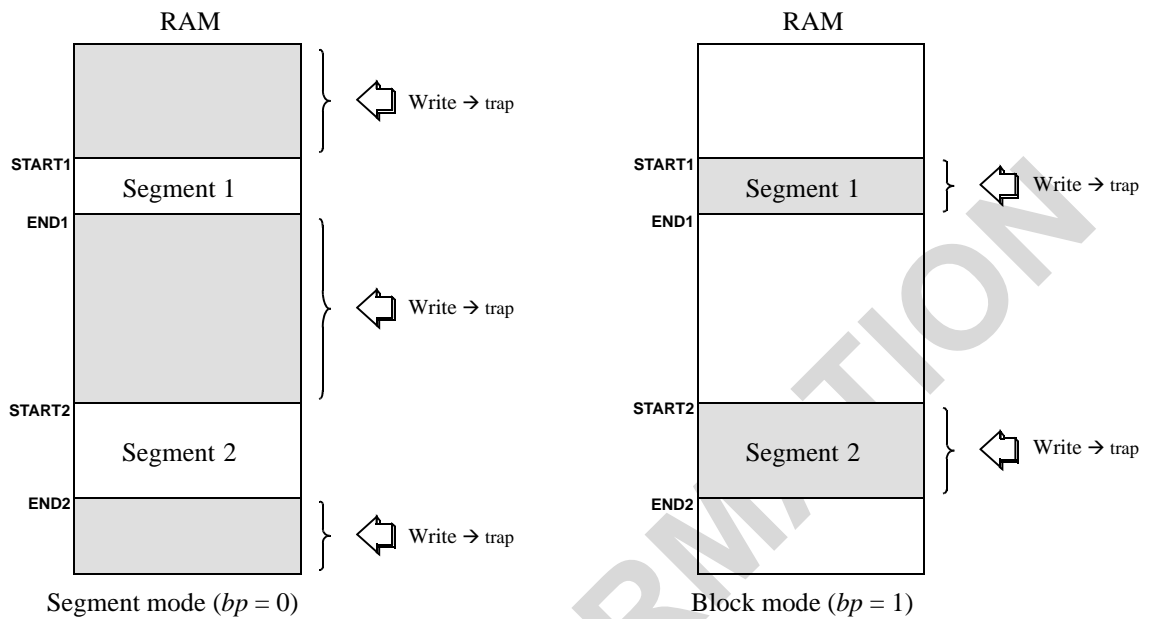 RAM
Write → trap
START1
Segment 1
END1
Write → trap
START2
Segment 2
END2
Write → trap
Segment mode (bp = 0)
RAM
START1
Segment 1
Write → trap
END1
START2
Segment 2
Write → trap
END2
Block mode (bp = 1)
RMATION